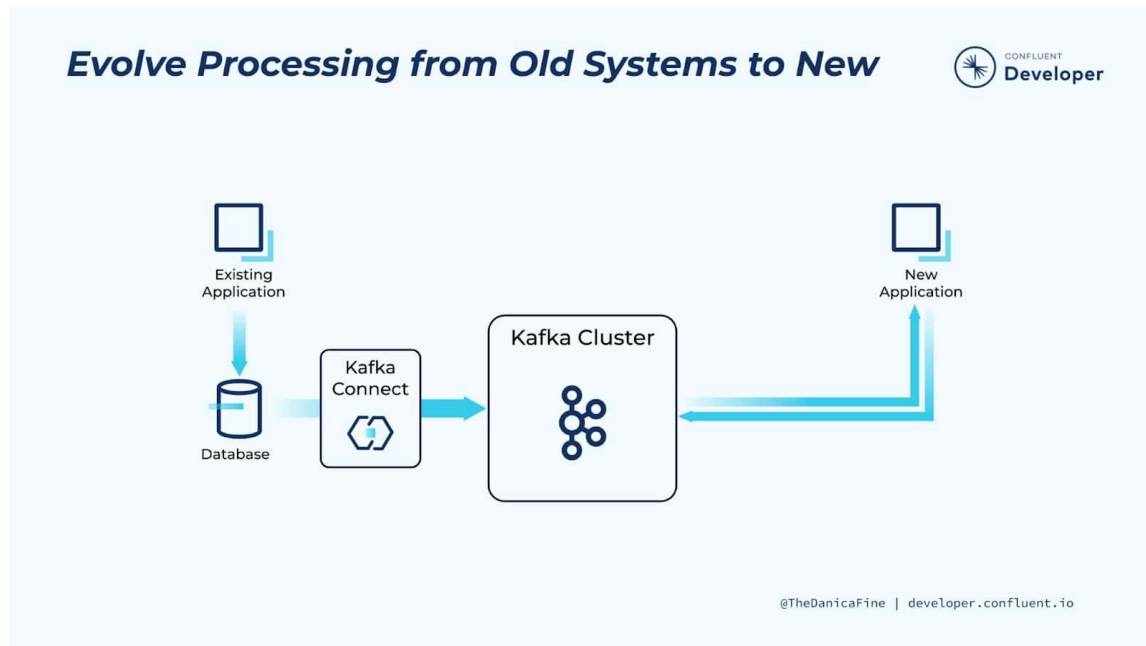 Evolve Processing from Old Systems to New
CONFLUENT
Developer
Existing
Application
New
Application
Kafka Cluster
Kafka
Connect
Database
@TheDanicaFine | developer.confluent.io